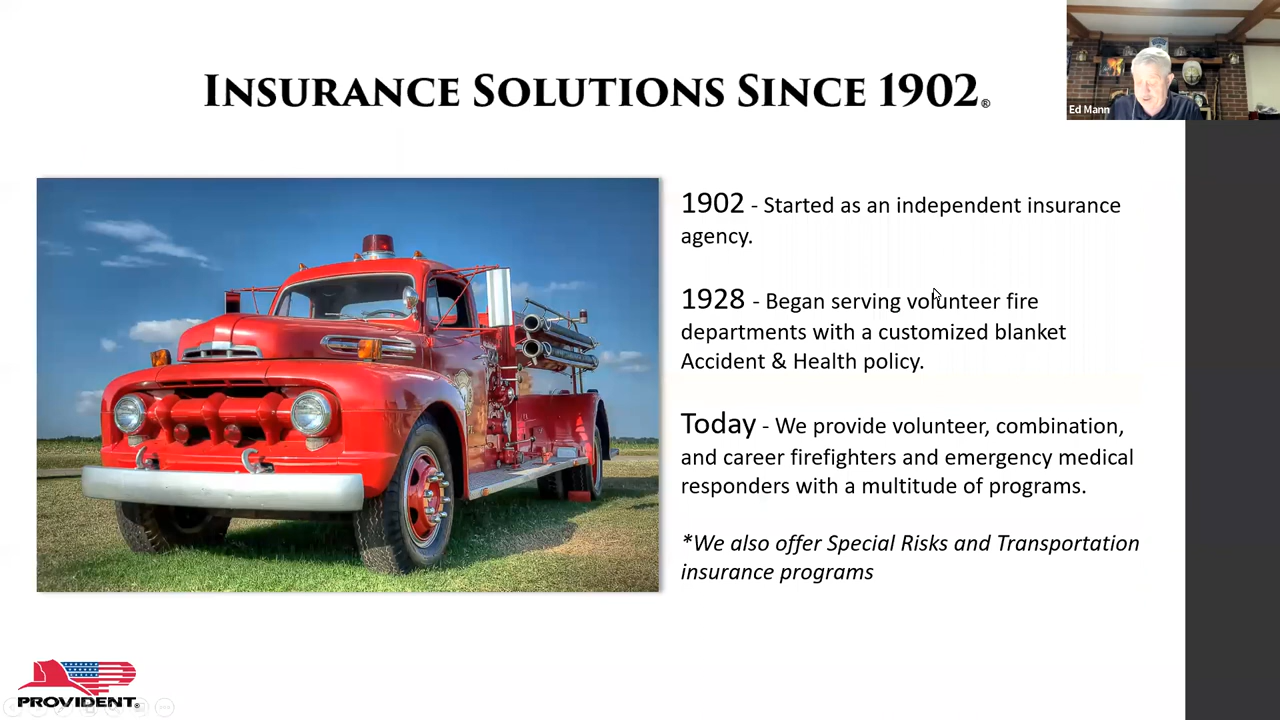 INSURANCE SOLUTIONS SINCE 1902®
Ed Mann
1902 - Started as an independent insurance
agency.
1928 - Began serving volunteer fire
departments with a customized blanket
Accident & Health policy.
Today - We provide volunteer, combination,
and career firefighters and emergency medical
responders with a multitude of programs.
*We also offer Special Risks and Transportation
insurance programs
PROVIDENT®